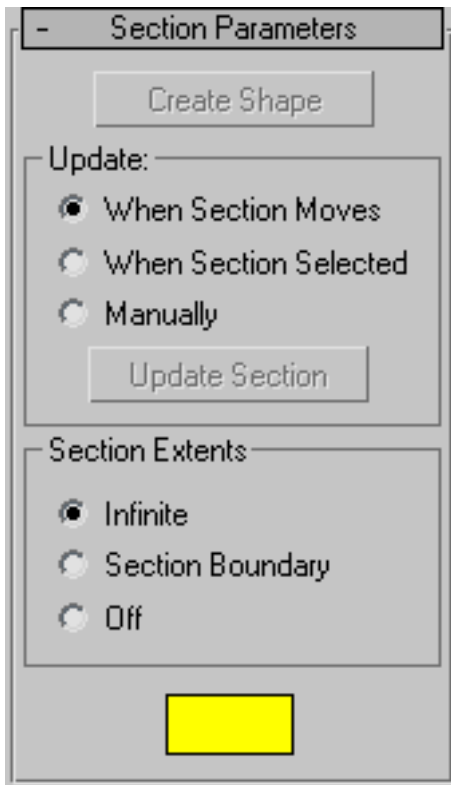 - Section Parameters
Create Shape
Update:
When Section Moves
When Section Selected
Manually
Update Section
Section Extents
Infinite
Section Boundary
Off